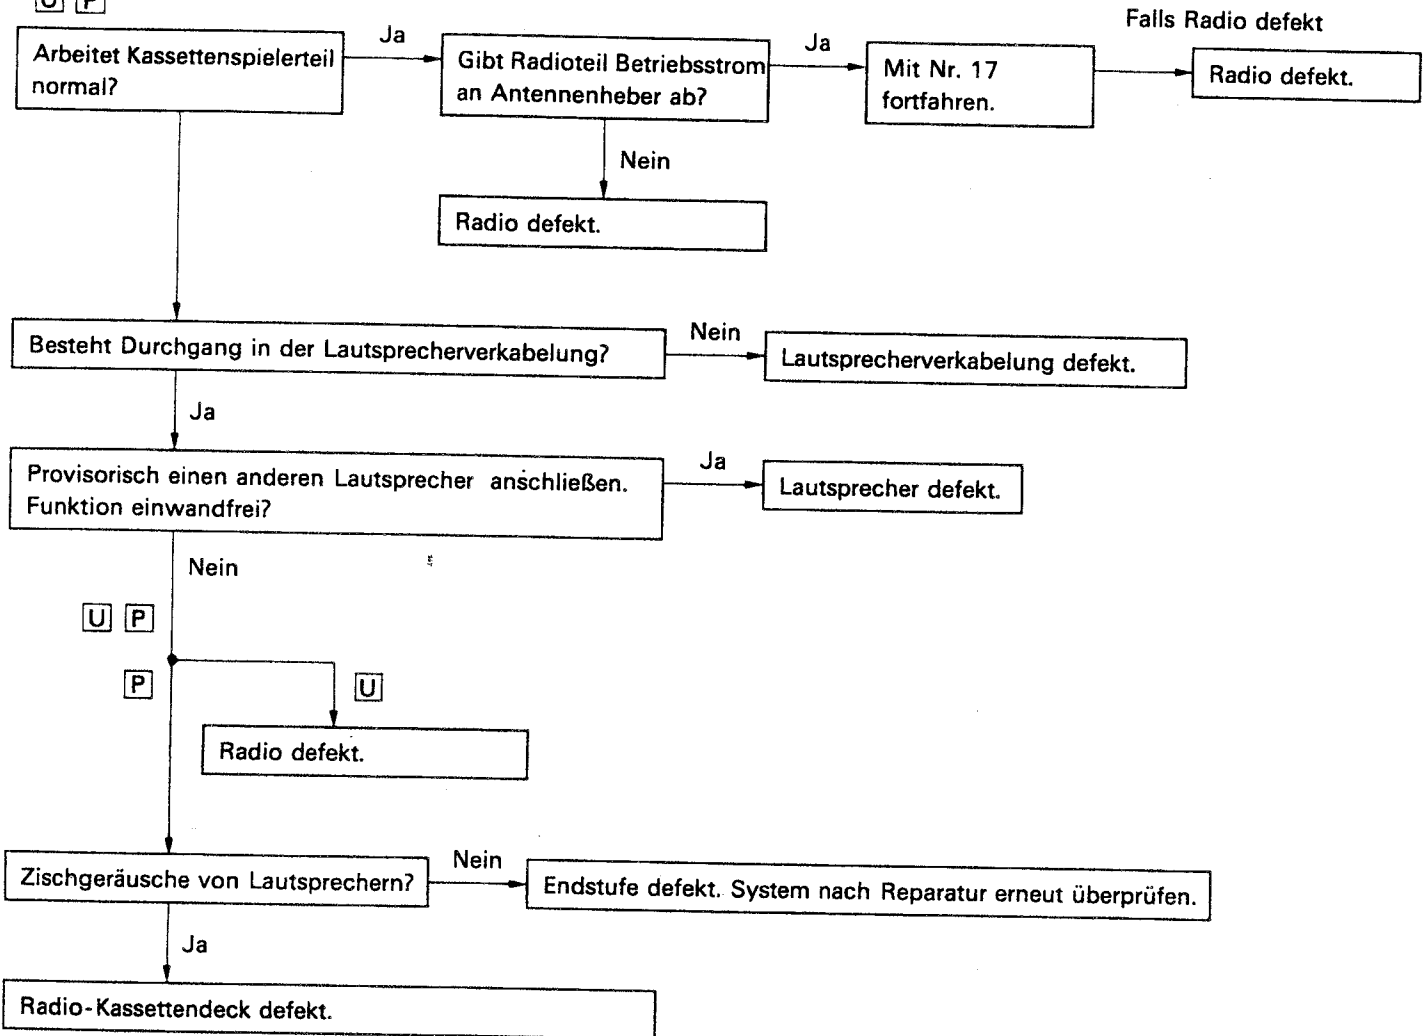 U P
Arbeitet Kassettenspielerteil
normal?
Ja
Gibt Radioteil Betriebsstrom
an Antennenheber ab?
Ja
Mit Nr. 17
fortfahren.
Falls Radio defekt
Radio defekt.
Nein
Radio defekt.
Besteht Durchgang in der Lautsprecherverkabelung?
Nein
Lautsprecherverkabelung defekt.
Ja
Provisorisch einen anderen Lautsprecher anschließen.
Funktion einwandfrei?
Ja
Lautsprecher defekt.
Nein
U P
P
U
Radio defekt.
Zischgeräusche von Lautsprechern?
Nein
Endstufe defekt. System nach Reparatur erneut überprüfen.
Ja
Radio-Kassettendeck defekt.